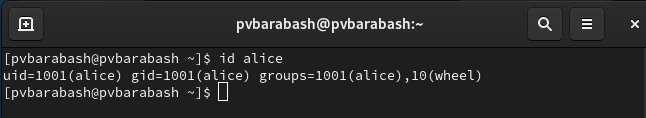 pvbarabash@pvbarabash:~
[pvbarabash@pvbarabash ~]$ id alice
uid=1001(alice) gid=1001(alice) groups=1001(alice),10(wheel)
[pvbarabash@pvbarabash ~]$